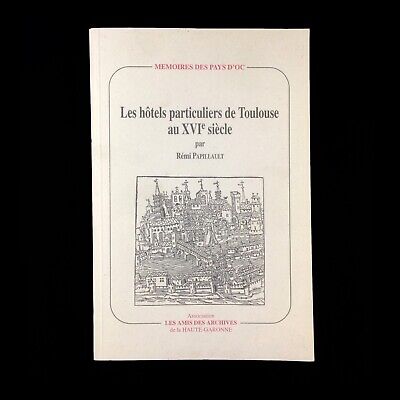 MEMOIRES DES PAYS D'OC
Les hôtels particuliers de Toulouse
au XVIe siècle
par
Rémi PAPILLAULT
Association
LES AMIS DES ARCHIVES
de la HAUTE-GARONNE